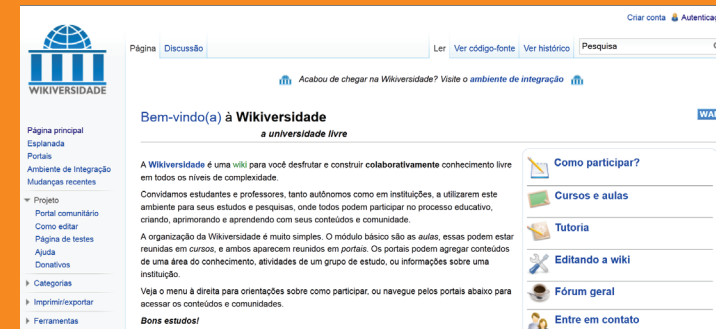 Criar conta
Página Discussão Ler Ver código-fonte Ver histórico Pesquisa
Acabou de chegar na Wikiversidade? Visite o ambiente de integração
WIKIVERSIDADE
Página principal
Esplanada
Portais
Ambiente de Integração
Mudanças recentes
Projeto
Portal comunitário
Como editar
Página de testes
Ajuda
Donativos
Categorias
Imprimir/exportar
Ferramentas
Bem-vindo(a) à Wikiversidade
a universidade livre
A Wikiversidade é uma wiki para você desfrutar e construir colaborativamente conhecimento livre
em todos os níveis de complexidade.
Convidamos estudantes e professores, tanto autônomos como em instituições, a utilizarem este
ambiente para seus estudos e pesquisas, onde todos podem participar no processo educativo,
criando, aprimorando e aprendendo com seus conteúdos e comunidade.
A organização da Wikiversidade é muito simples. O módulo básico são as aulas, essas podem estar
reunidas em cursos, e ambos aparecem reunidos em portais. Os portais podem agregar conteúdos
de uma área do conhecimento, atividades de um grupo de estudo, ou informações sobre uma
instituição.
Veja o menu à direita para orientações sobre como participar, ou navegue pelos portais abaixo para
acessar os conteúdos e comunidades.
Bons estudos!
Como participar?
Cursos e aulas
Tutoria
Editando a wiki
Fórum geral
Entre em contato